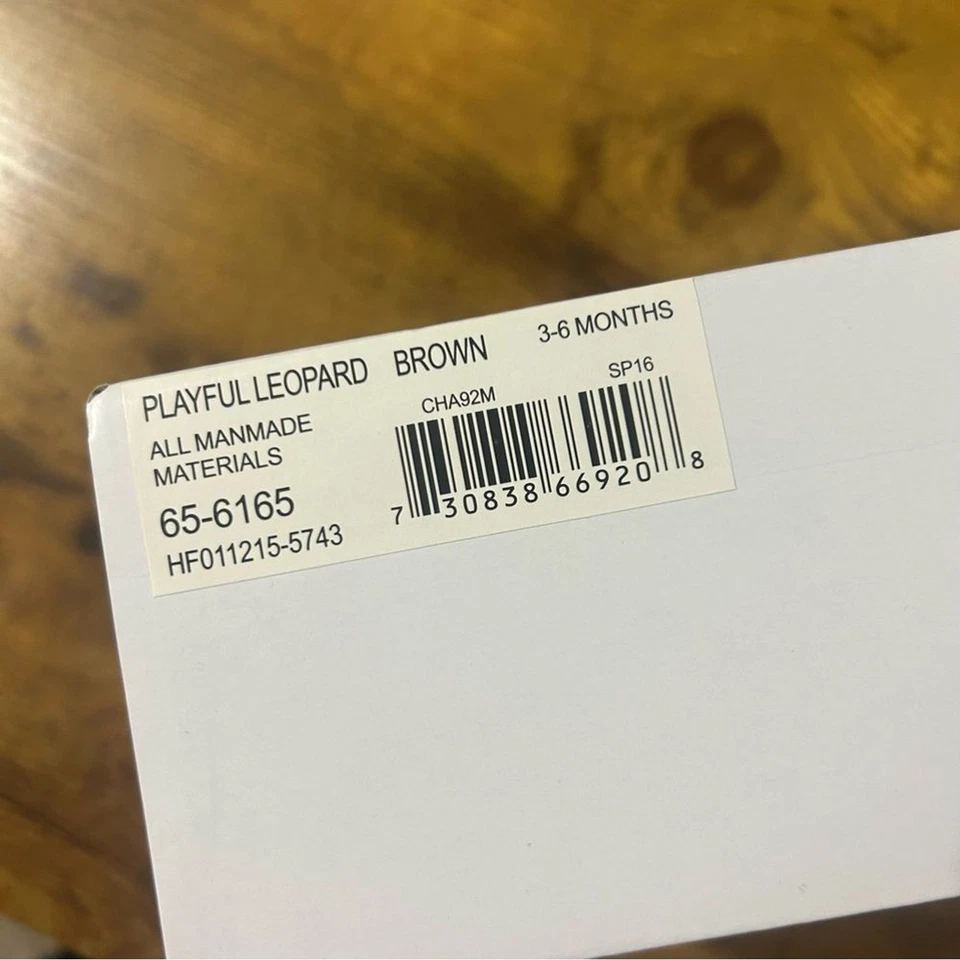 PLAYFUL LEOPARD BROWN 3-6 MONTHS
ALL MANMADE
MATERIALS
65-6165
HF011215-5743
CHA92M SP16
7 30838 66920 8